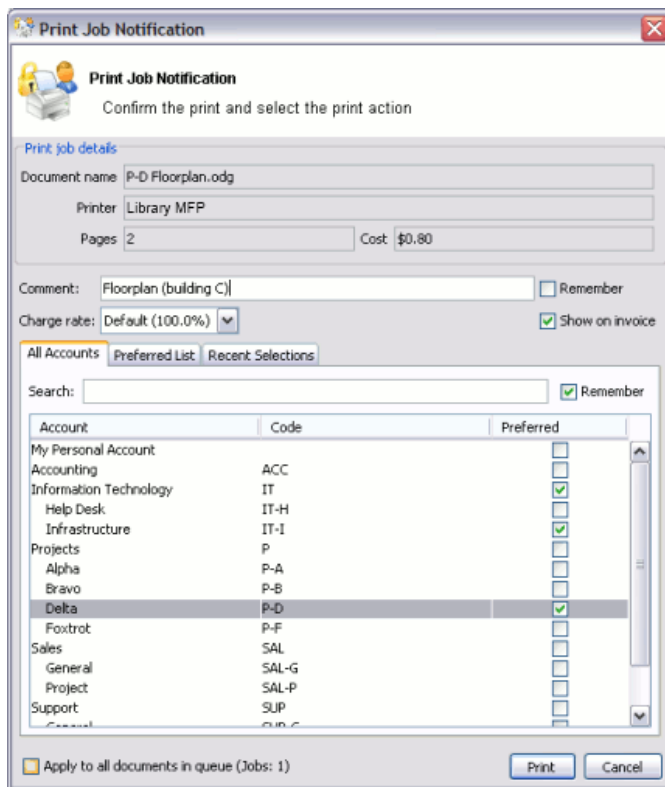 Print Job Notification
Print Job Notification
Confirm the print and select the print action
Print job details
Document name P-D Floorplan.odg
Printer Library MFP
Pages 2 Cost $0.80
Comment: Floorplan (building C) Remember
Charge rate: Default (100.0%) Show on invoice
All Accounts Preferred List Recent Selections
Search: Remember
Account Code Preferred
My Personal Account
Accounting ACC
Information Technology IT
Help Desk IT-H
Infrastructure IT-I
Projects P
Alpha P-A
Bravo P-B
Delta P-D
Foxtrot P-F
Sales SAL
General SAL-G
Project SAL-P
Support SUP
General SUP-G
Apply to all documents in queue (Jobs: 1) Print Cancel